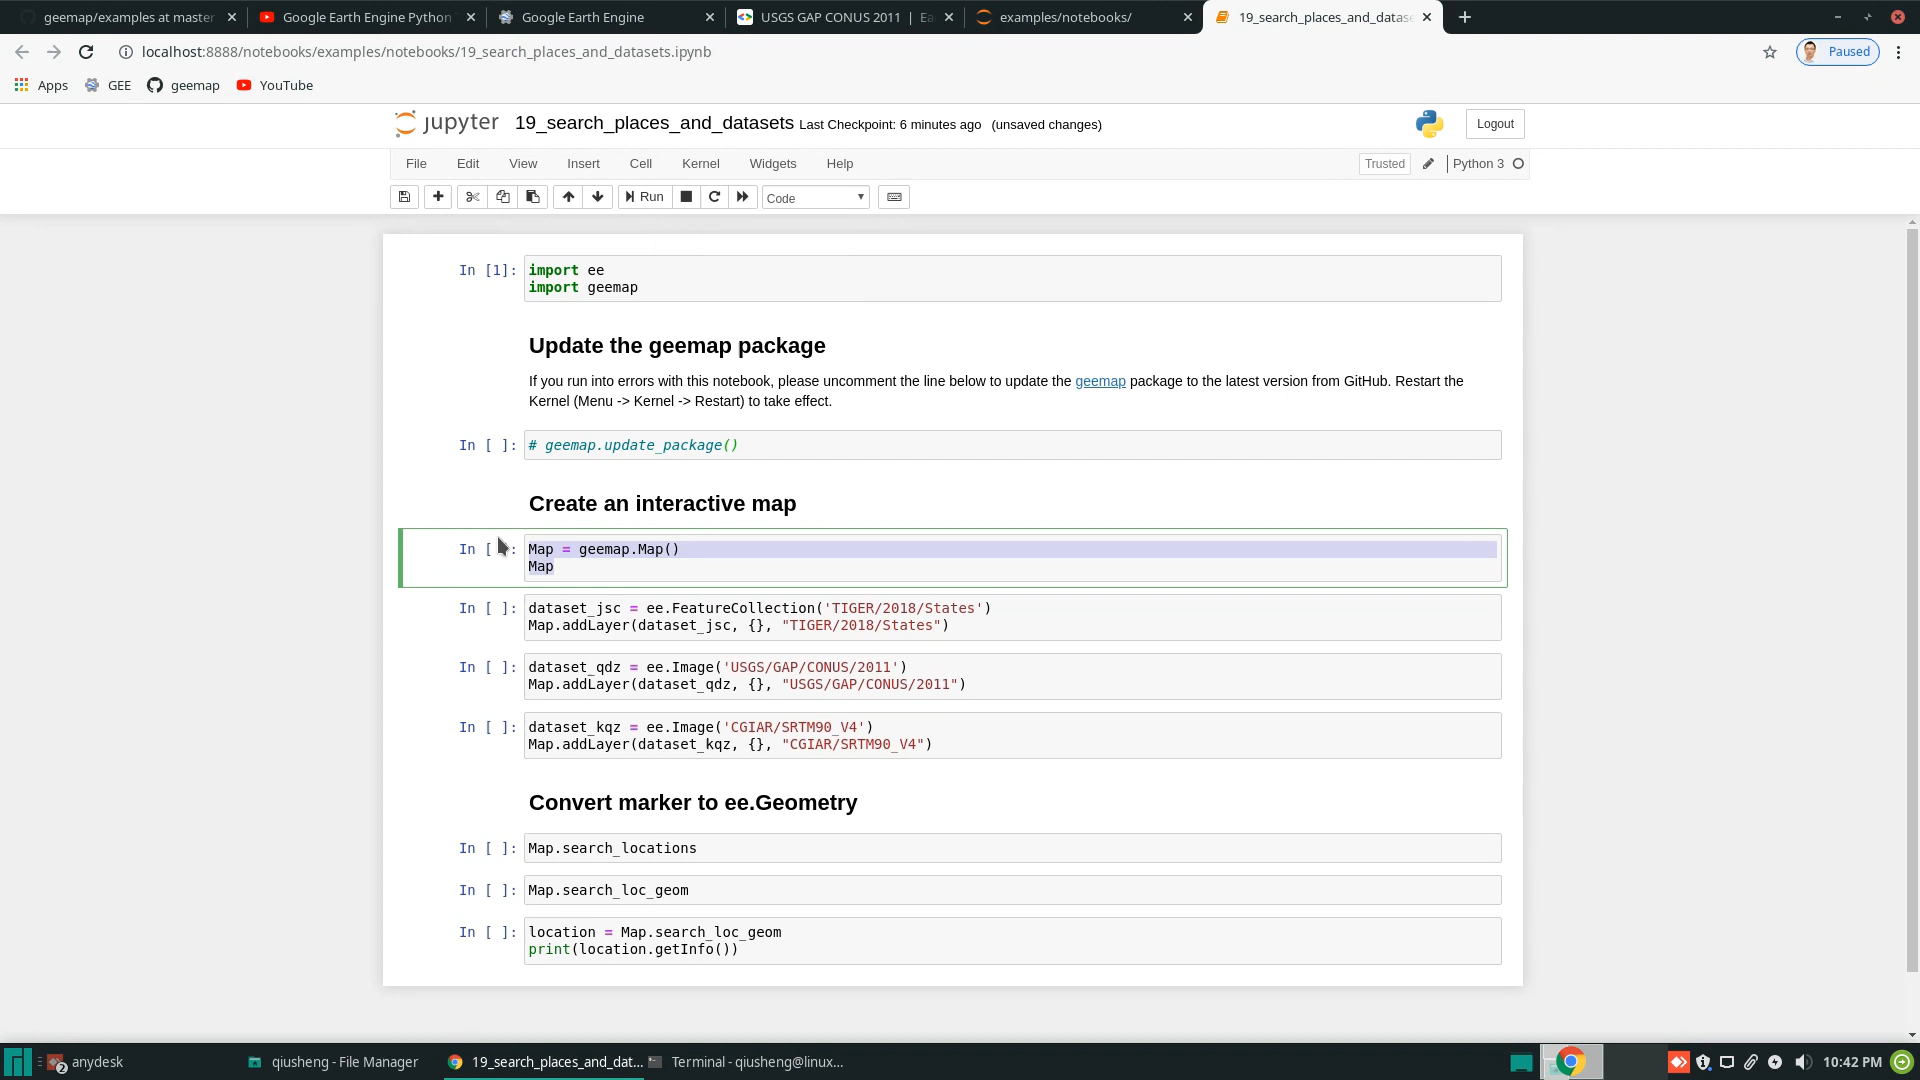 geemap/examples at master
Google Earth Engine Python
Google Earth Engine
USGS GAP CONUS 2011 | Ea
examples/notebooks/
19_search_places_and_datase
localhost:8888/notebooks/examples/notebooks/19_search_places_and_datasets.ipynb
Paused
Apps
GEE
geemap
YouTube
jupyter
19_search_places_and_datasets Last Checkpoint: 6 minutes ago (unsaved changes)
Logout
File Edit View Insert Cell Kernel Widgets Help
Trusted
Python 3
Run
Code
In [1]:
import ee
import geemap
Update the geemap package
If you run into errors with this notebook, please uncomment the line below to update the geemap package to the latest version from GitHub. Restart the
Kernel (Menu -> Kernel -> Restart) to take effect.
In [ ]:
# geemap.update_package()
Create an interactive map
In [ ]:
Map = geemap.Map()
Map
In [ ]:
dataset_jsc = ee.FeatureCollection('TIGER/2018/States')
Map.addLayer(dataset_jsc, {}, "TIGER/2018/States")
In [ ]:
dataset_qdz = ee.Image('USGS/GAP/CONUS/2011')
Map.addLayer(dataset_qdz, {}, "USGS/GAP/CONUS/2011")
In [ ]:
dataset_kqz = ee.Image('CGIAR/SRTM90_V4')
Map.addLayer(dataset_kqz, {}, "CGIAR/SRTM90_V4")
Convert marker to ee.Geometry
In [ ]:
Map.search_locations
In [ ]:
Map.search_loc_geom
In [ ]:
location = Map.search_loc_geom
print(location.getInfo())
2
anydesk
qiusheng - File Manager
19_search_places_and_dat...
Terminal - qiusheng@linux...
10:42 PM